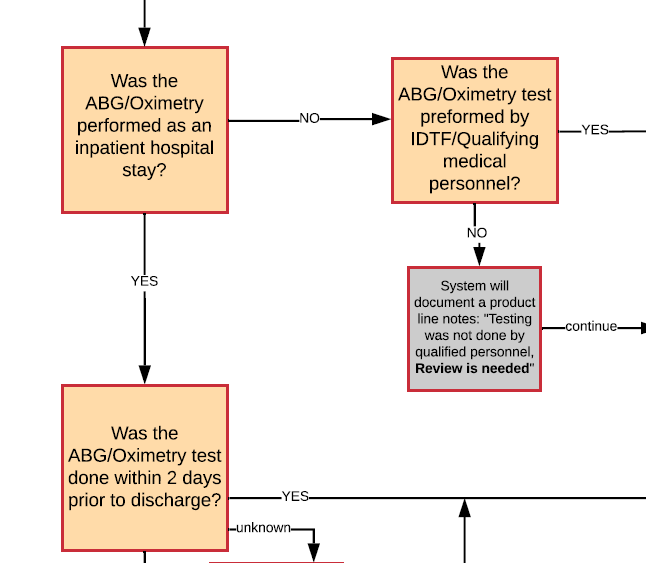 Was the
ABG/Oximetry
performed as an
inpatient hospital
stay?
NO
Was the
ABG/Oximetry test
preformed by
IDTF/Qualifying
medical
personnel?
YES
NO
System will
document a product
line notes: "Testing
was not done by
qualified personnel,
Review is needed"
continue
YES
Was the
ABG/Oximetry test
done within 2 days
prior to discharge?
YES
unknown